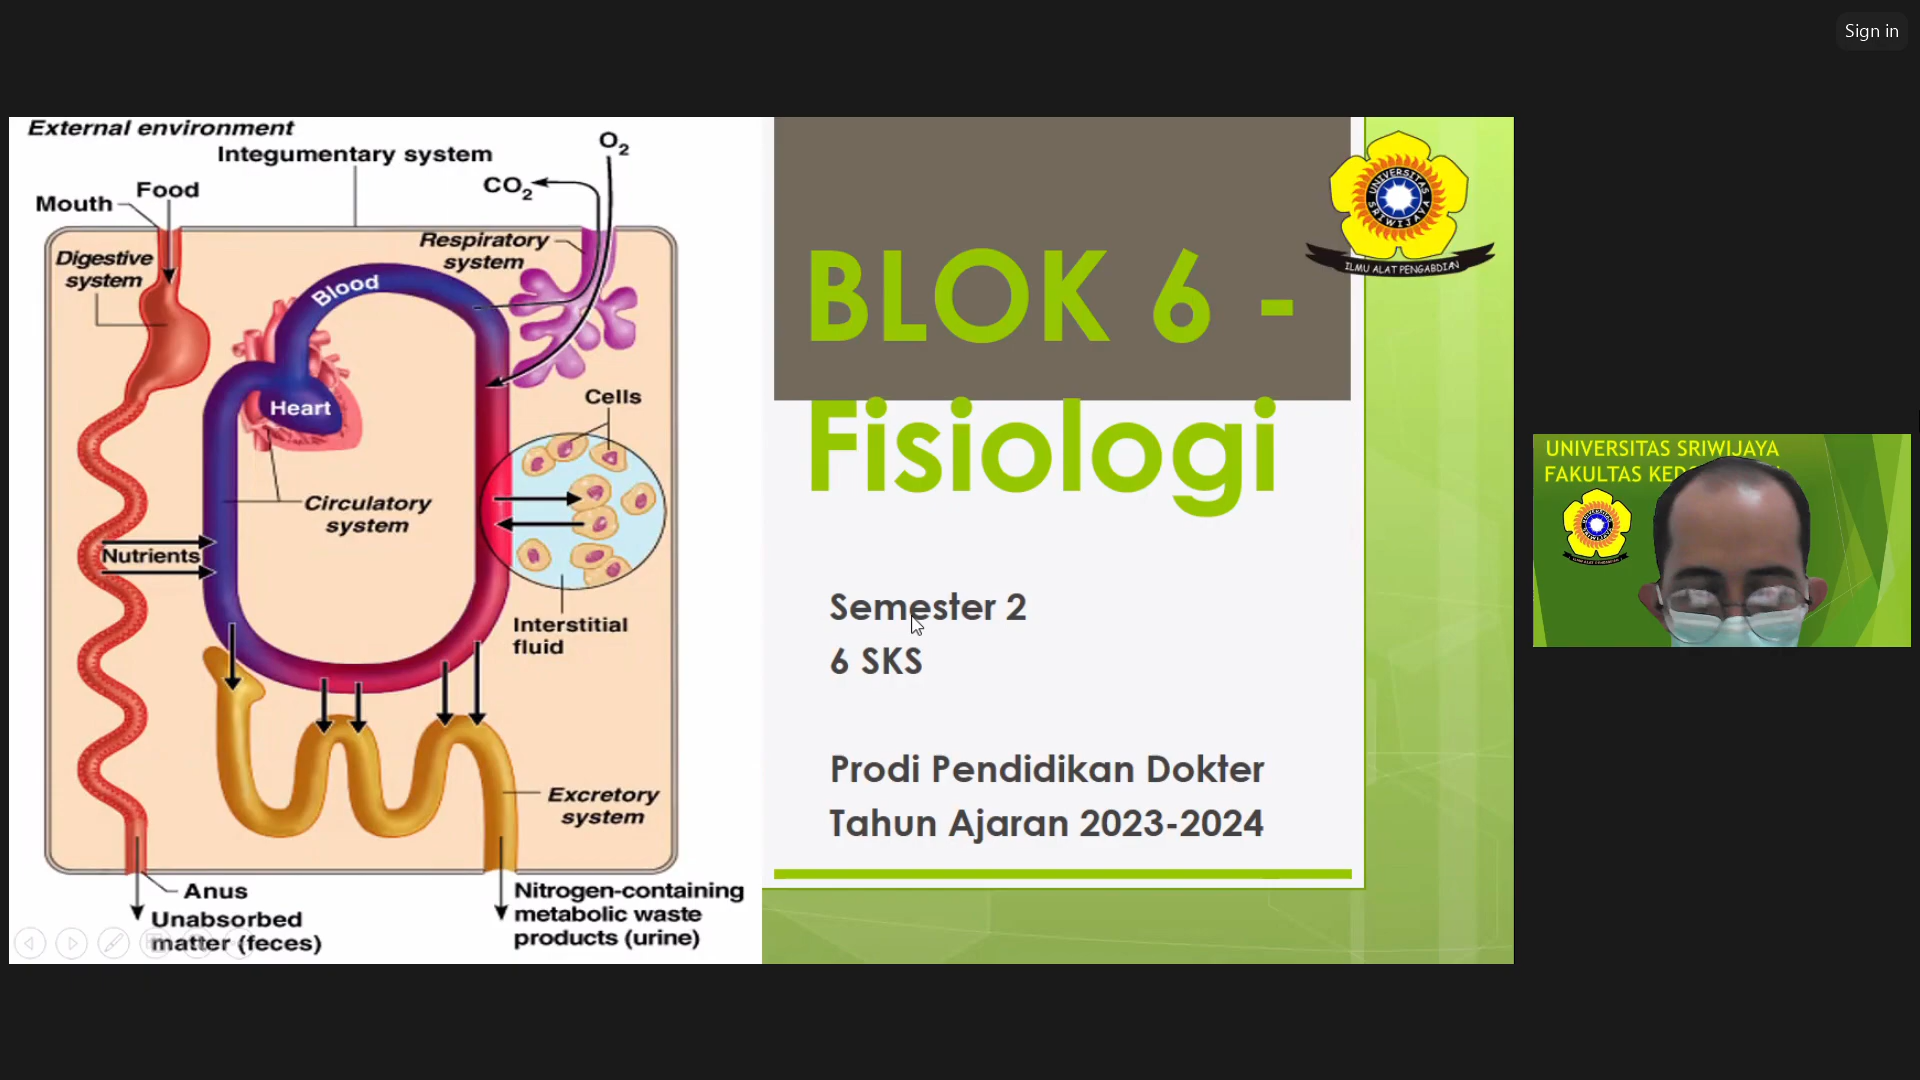 Sign in
External environment
Integumentary system
O2
CO2
Food
Mouth
Respiratory
system
Digestive
system
Blood
Heart
Cells
Circulatory
system
Nutrients
Interstitial
fluid
Excretory
system
Anus
Unabsorbed
matter (feces)
Nitrogen-containing
metabolic waste
products (urine)
BLOK 6 -
Fisiologi
UNIVERSITAS
SRIWIJAYA
ILMU ALAT PENGABDIAN
Semester 2
6 SKS
Prodi Pendidikan Dokter
Tahun Ajaran 2023-2024
UNIVERSITAS SRIWIJAYA
FAKULTAS